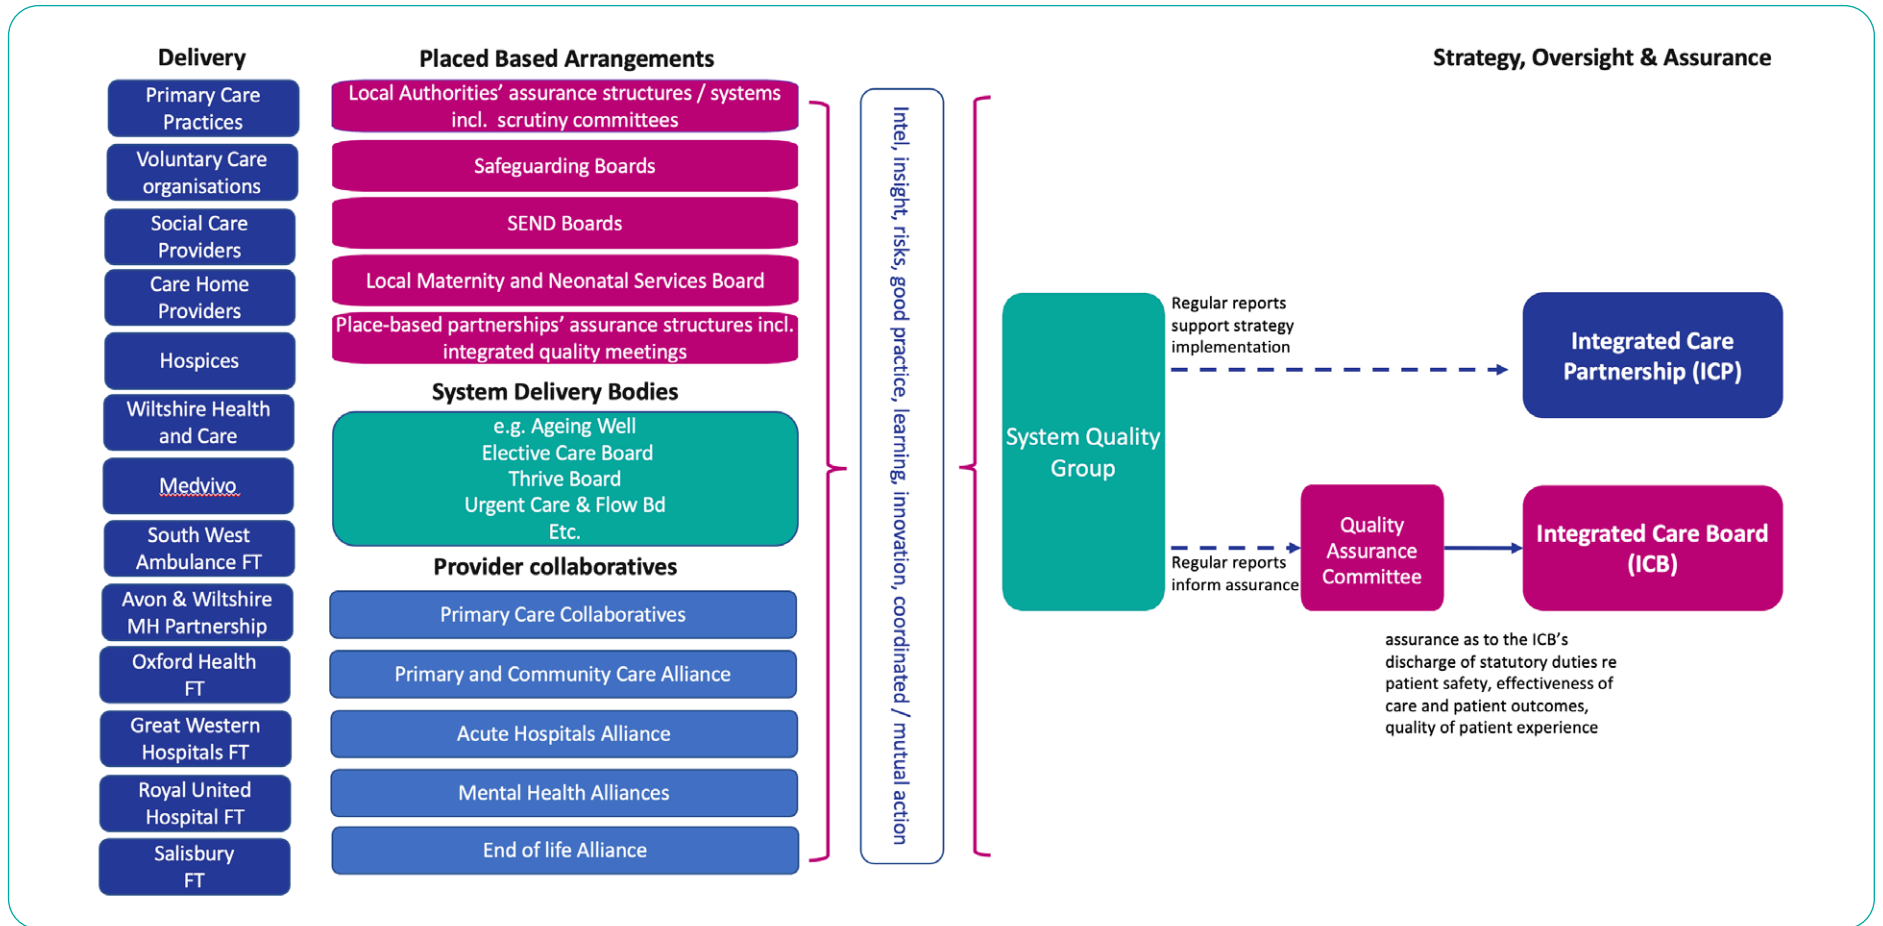 Delivery
Primary Care
Practices
Voluntary Care
organisations
Social Care
Providers
Care Home
Providers
Hospices
Wiltshire Health
and Care
Medvivo
South West
Ambulance FT
Avon & Wiltshire
MH Partnership
Oxford Health
FT
Great Western
Hospitals FT
Royal United
Hospital FT
Salisbury
FT
Placed Based Arrangements
Local Authorities’ assurance structures / systems
incl. scrutiny committees
Safeguarding Boards
SEND Boards
Local Maternity and Neonatal Services Board
Place-based partnerships’ assurance structures incl.
integrated quality meetings
System Delivery Bodies
e.g. Ageing Well
Elective Care Board
Thrive Board
Urgent Care & Flow Bd
Etc.
Provider collaboratives
Primary Care Collaboratives
Primary and Community Care Alliance
Acute Hospitals Alliance
Mental Health Alliances
End of life Alliance
Intel, insight, risks, good practice, learning, innovation, coordinated / mutual action
Strategy, Oversight & Assurance
System Quality
Group
Regular reports
support strategy
implementation
Integrated Care
Partnership (ICP)
Regular reports
inform assurance
Quality
Assurance
Committee
Integrated Care Board
(ICB)
assurance as to the ICB’s
discharge of statutory duties re
patient safety, effectiveness of
care and patient outcomes,
quality of patient experience